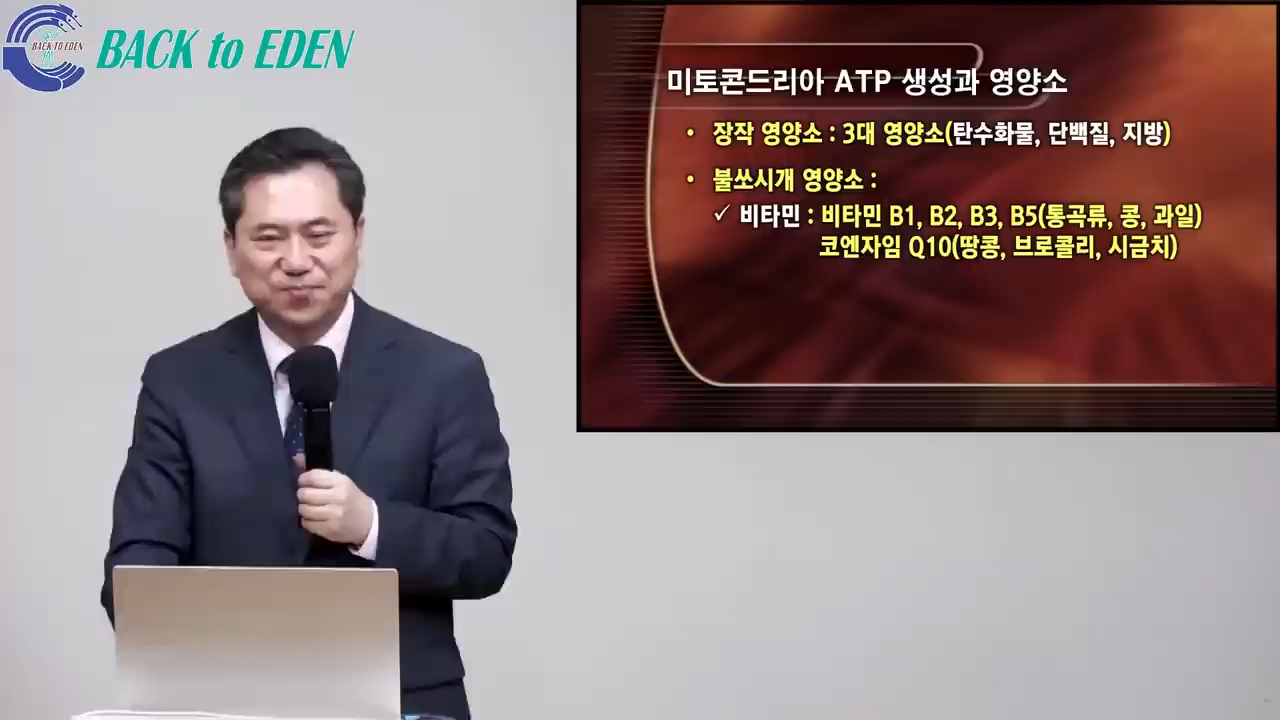 BACK TO EDEN
BACK to EDEN
미토콘드리아 ATP 생성과 영양소
• 장작 영양소 : 3대 영양소(탄수화물, 단백질, 지방)
• 불쏘시개 영양소 :
✓ 비타민 : 비타민 B1, B2, B3, B5(통곡류, 콩, 과일)
코엔자임 Q10(땅콩, 브로콜리, 시금치)